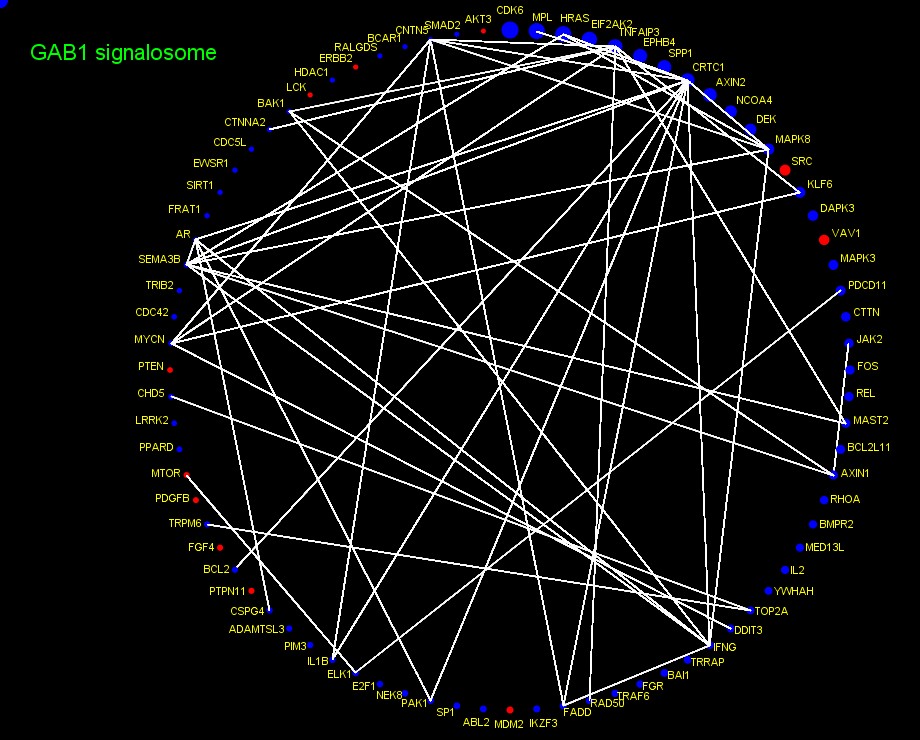 GAB1 signalosome
CDK6
MPL
HRAS
EIF2AK2
TNFAIP3
EPHB4
SPP1
CRTC1
AXIN2
NCOA4
DEK
MAPK8
SRC
KLF6
DAPK3
VAV1
MAPK3
PDCD11
CTTN
JAK2
FOS
REL
MAST2
BCL2L11
AXIN1
RHOA
BMPR2
MED13L
IL2
YWHAH
TOP2A
DDIT3
IFNG
TRRAP
BAI1
FGR
TRAF6
RAD50
FADD
IKZF3
MDM2
ABL2
SP1
PAK1
NEK8
E2F1
ELK1
IL1B
PIM3
ADAMTSL3
CSPG4
PTPN11
BCL2
FGF4
TRPM6
PDGFB
MTOR
PPARD
LRRK2
CHD5
PTEN
MYCN
CDC42
TRIB2
SEMA3B
AR
FRAT1
SIRT1
EWSR1
CDC5L
CTNNA2
BAK1
LCK
HDAC1
ERBB2
RALGDS
BCAR1
CNTN5
SMAD2
AKT3